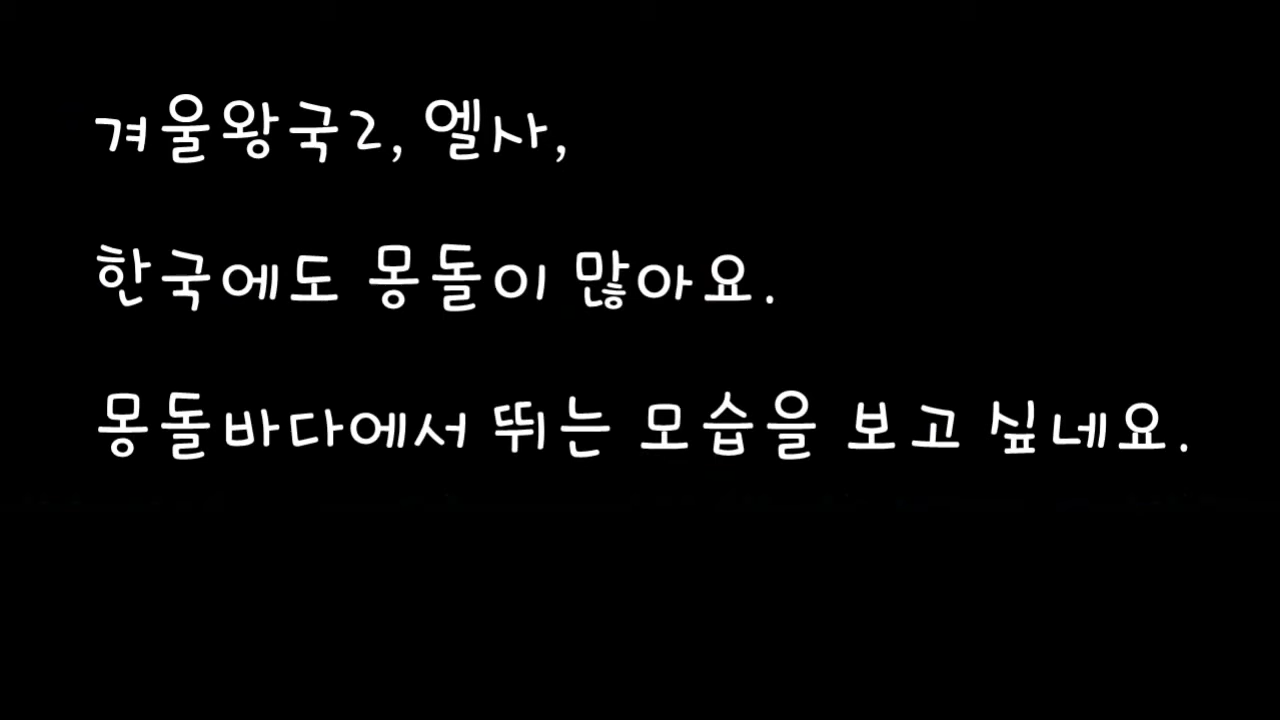 겨울왕국2, 엘사,
한국에도 몽돌이 많아요.
몽돌바다에서 뛰는 모습을 보고 싶네요.